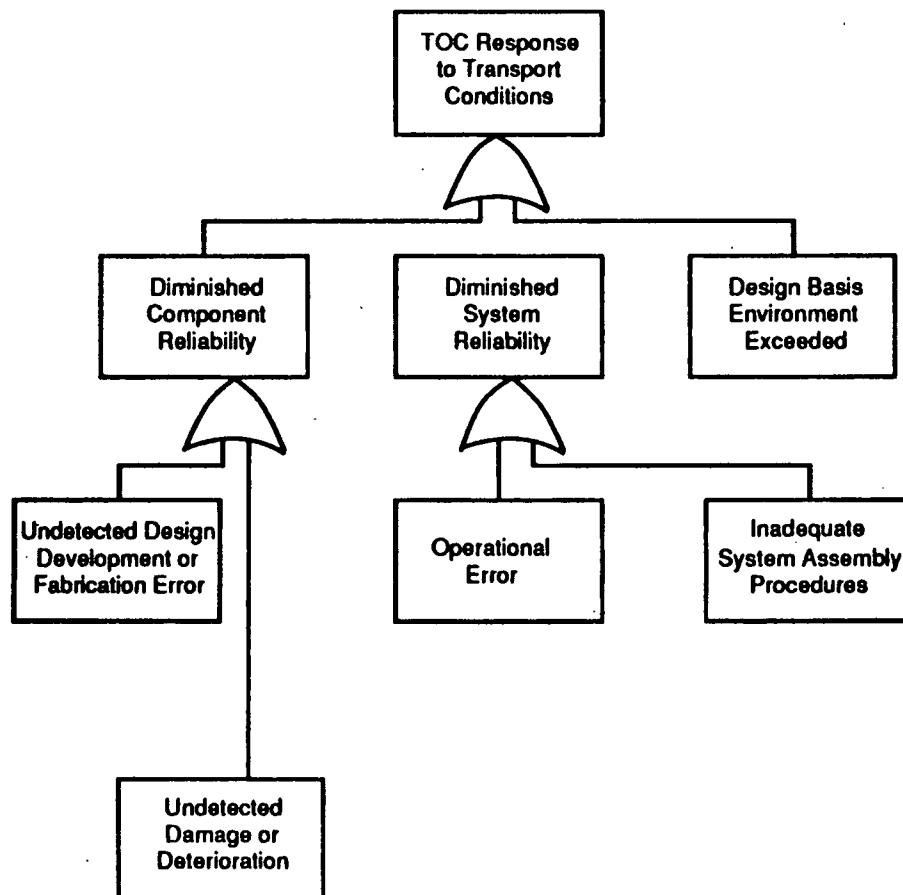 TOC Response
to Transport
Conditions
Diminished
Component
Reliability
Diminished
System
Reliability
Design Basis
Environment
Exceeded
Undetected Design
Development or
Fabrication Error
Operational
Error
Inadequate
System Assembly
Procedures
Undetected
Damage or
Deterioration